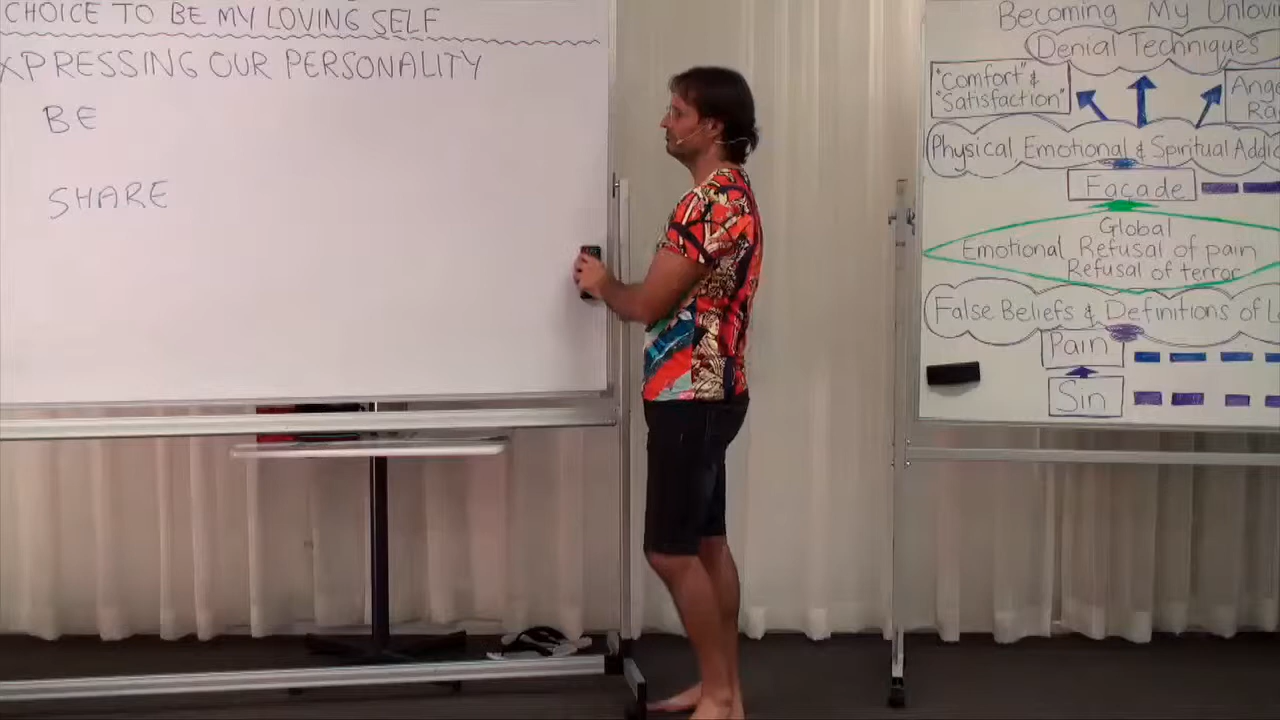 CHOICE TO BE MY LOVING SELF
XPRESSING OUR PERSONALITY
BE
SHARE
Becoming My Unlovi
Denial Techniques
"Comfort" &
"Satisfaction"
Ange
Ra
Physical Emotional & Spiritual Addic
Façade
Global
Emotional Refusal of pain
Refusal of terror
False Beliefs & Definitions of L
Pain
Sin